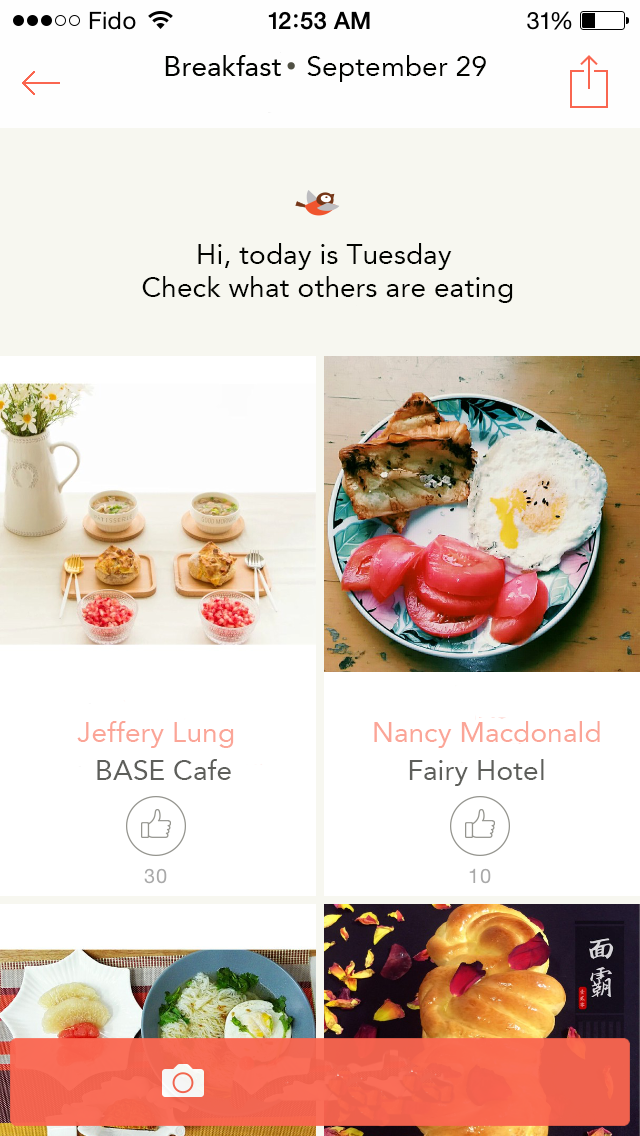 Fido
12:53 AM
31%
Breakfast• September 29
Hi, today is Tuesday
Check what others are eating
Jeffery Lung
BASE Cafe
30
Nancy Macdonald
Fairy Hotel
10
面霸